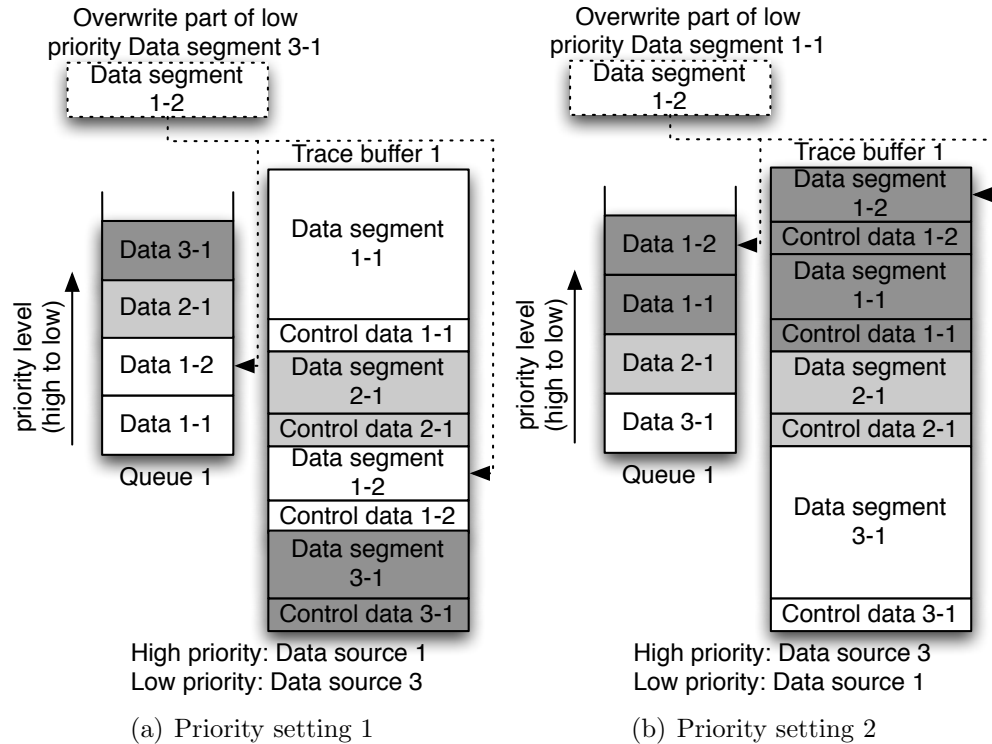 Overwrite part of low
priority Data segment 3-1
Data segment
1-2
Trace buffer 1
Data segment
1-1
Control data 1-1
Data segment
2-1
Control data 2-1
Data segment
1-2
Control data 1-2
Data segment
3-1
Control data 3-1
Data 3-1
Data 2-1
Data 1-2
Data 1-1
Queue 1
priority level
(high to low)
High priority: Data source 1
Low priority: Data source 3
(a) Priority setting 1
Overwrite part of low
priority Data segment 1-1
Data segment
1-2
Trace buffer 1
Data segment
1-2
Control data 1-2
Data segment
1-1
Control data 1-1
Data segment
2-1
Control data 2-1
Data segment
3-1
Control data 3-1
Data 1-2
Data 1-1
Data 2-1
Data 3-1
Queue 1
priority level
(high to low)
High priority: Data source 3
Low priority: Data source 1
(b) Priority setting 2